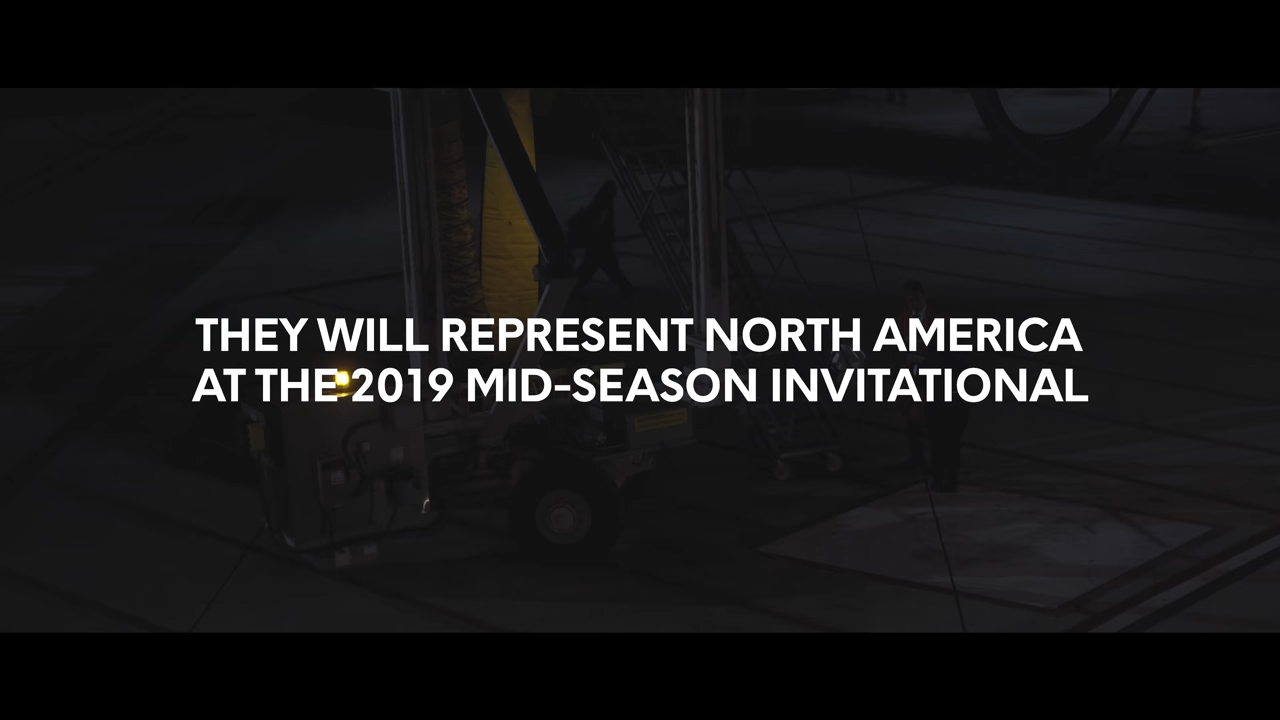 THEY WILL REPRESENT NORTH AMERICA
AT THE 2019 MID-SEASON INVITATIONAL